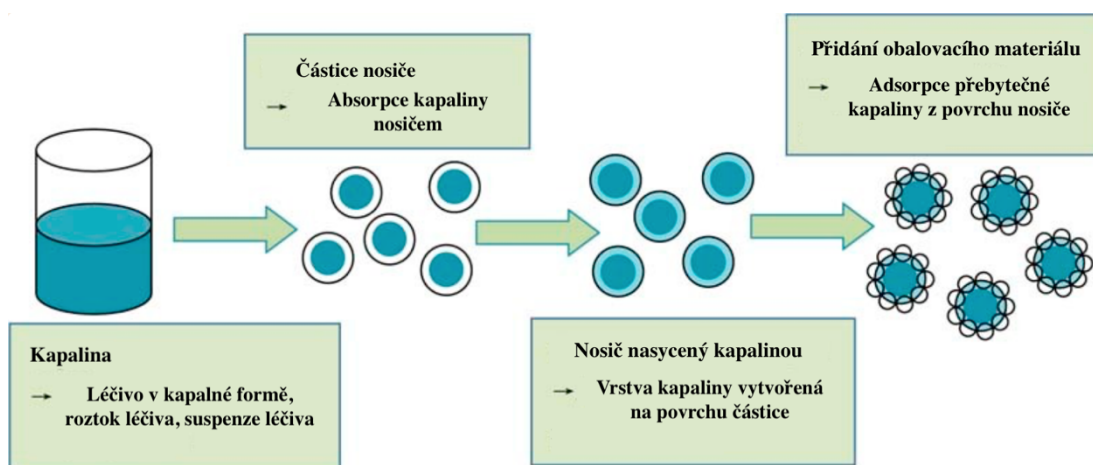 Částice nosiče
→ Absorpce kapaliny
nosičem
Přidání obalovacího materiálu
→ Adsorpce přebytečné
kapaliny z povrchu nosiče
Kapalina
→ Léčivo v kapalné formě,
roztok léčiva, suspenze léčiva
Nosič nasycený kapalinou
→ Vrstva kapaliny vytvořená
na povrchu částice